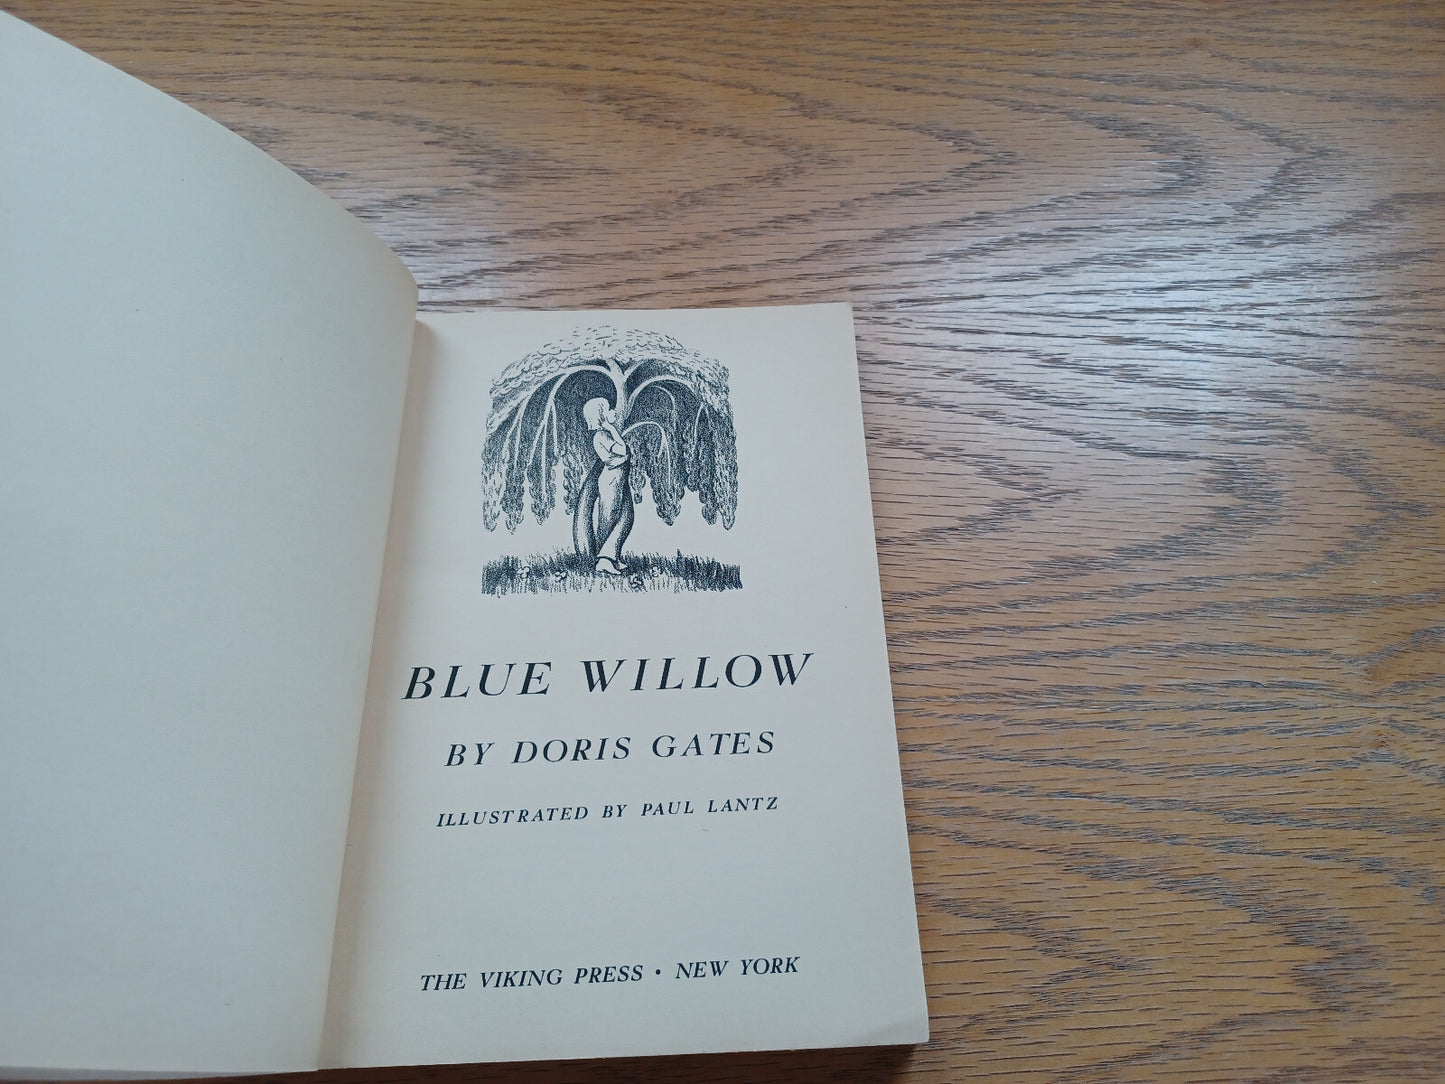 BLUE WILLOW
BY DORIS GATES
ILLUSTRATED BY PAUL LANTZ
THE VIKING PRESS • NEW YORK